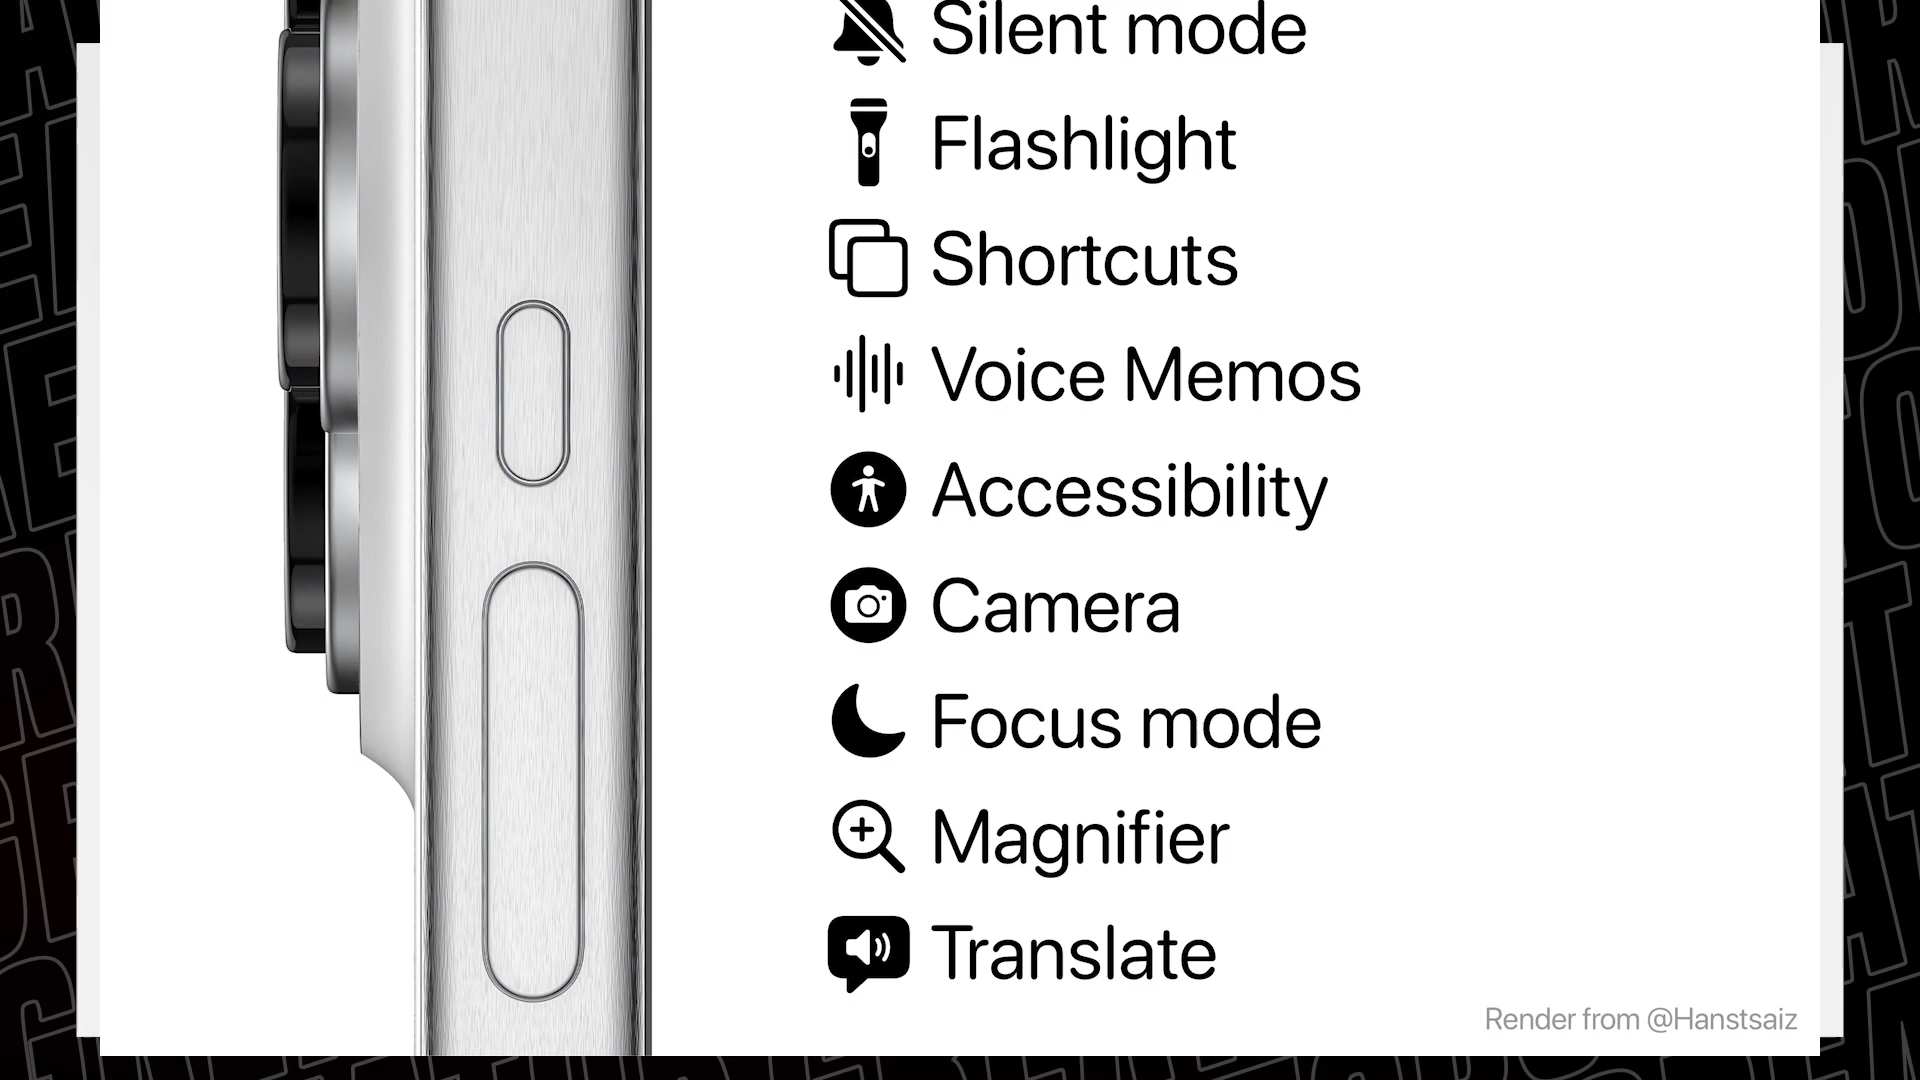 Silent mode
Flashlight
Shortcuts
Voice Memos
Accessibility
Camera
Focus mode
Magnifier
Translate
Render from @Hanstsaiz